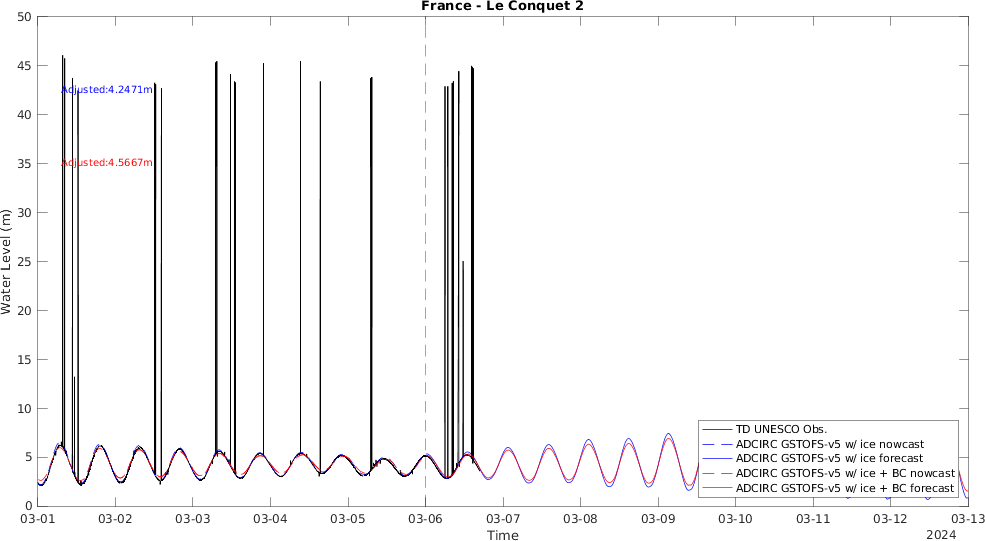 France - Le Conquet 2
50
45
40
35
30
25
20
15
10
5
0
Water Level (m)
Adjusted:4.2471m
Adjusted:4.5667m
TD UNESCO Obs.
ADCIRC GSTOFS-v5 w/ ice nowcast
ADCIRC GSTOFS-v5 w/ ice forecast
ADCIRC GSTOFS-v5 w/ ice + BC nowcast
ADCIRC GSTOFS-v5 w/ ice + BC forecast
03-01 03-02 03-03 03-04 03-05 03-06 03-07 03-08 03-09 03-10 03-11 03-12 03-13
Time
2024